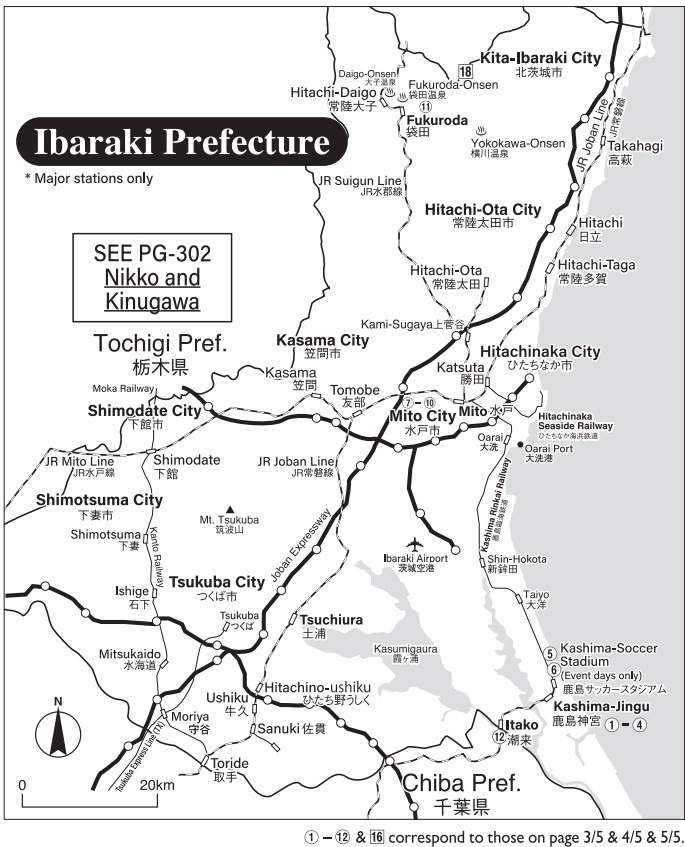 Kita-Ibaraki City
北茨城市
18
Daigo-Onsen
大子温泉
Fukuroda-Onsen
袋田温泉
Hitachi-Daigo
常陸大子
⑪
Fukuroda
袋田
Yokokawa-Onsen
横川温泉
JR Joban Line
JR常磐線
Takahagi
高萩
Ibaraki Prefecture
* Major stations only
JR Suigun Line
JR水郡線
Hitachi-Ota City
常陸太田市
Hitachi
日立
SEE PG-302
Nikko and
Kinugawa
Hitachi-Ota
常陸太田
Hitachi-Taga
常陸多賀
Tochigi Pref.
栃木県
Kasama City
笠間市
Kami-Sugaya上菅谷
Hitachinaka City
ひたちなか市
Katsuta
勝田
Kasama
笠間
Moka Railway
Tomobe
友部
⑦-⑩
Shimodate City
下館市
Mito City
水戸市
Mito 水戸
Hitachinaka
Seaside Railway
ひたちなか海浜鉄道
Oarai
大洗
Oarai Port
大洗港
JR Mito Line
JR水戸線
Shimodate
下館
JR Joban Line
JR常磐線
Kashima Rinkai Railway
鹿島臨海鉄道
Shimotsuma City
下妻市
Mt. Tsukuba
筑波山
Shimotsuma
下妻
Kanto Railway
Joban Expressway
Ibaraki Airport
茨城空港
Shin-Hokota
新鉾田
Tsukuba City
つくば市
Ishige
石下
Taiyo
大洋
Tsukuba
つくば
Tsuchiura
土浦
Mitsukaido
水海道
Kasumigaura
霞ヶ浦
⑤
⑥
Kashima-Soccer
Stadium
(Event days only)
鹿島サッカースタジアム
Kashima-Jingu
鹿島神宮 ①-④
Hitachino-ushiku
ひたち野うしく
Ushiku
牛久
N
Moriya
守谷
Sanuki 佐貫
Itako
⑫ 潮来
Tsukuba Express Line (TX)
Toride
取手
0 20km
Chiba Pref.
千葉県
①-⑫ & 16 correspond to those on page 3/5 & 4/5 & 5/5.